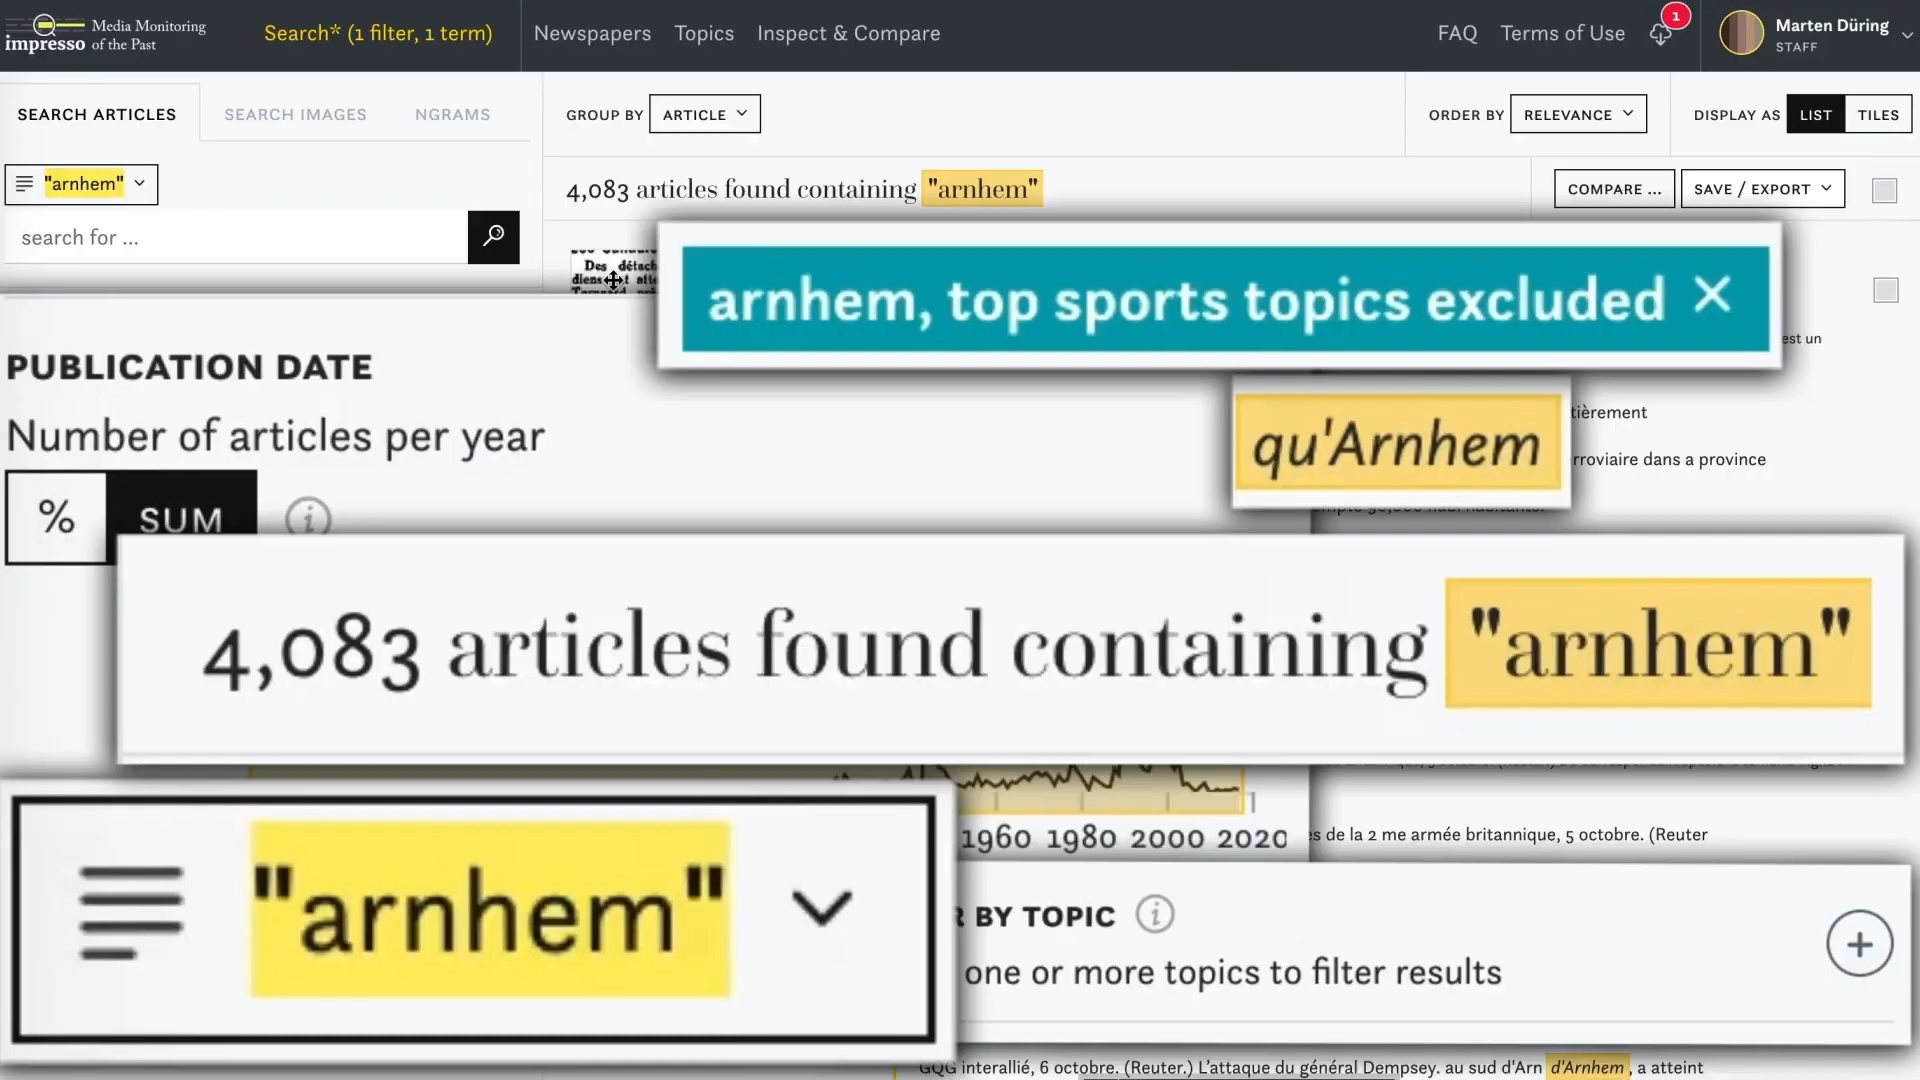 impresso Media Monitoring of the Past
Search* (1 filter, 1 term)
Newspapers
Topics
Inspect & Compare
FAQ
Terms of Use
1
Marten Düring
STAFF
SEARCH ARTICLES
SEARCH IMAGES
NGRAMS
GROUP BY ARTICLE
ORDER BY RELEVANCE
DISPLAY AS LIST TILES
"arnhem"
search for ...
4,083 articles found containing "arnhem"
COMPARE ...
SAVE / EXPORT
Des détach
arnhem, top sports topics excluded
est un
PUBLICATION DATE
Number of articles per year
% SUM
qu'Arnhem
tièrement
rroviaire dans a province
4,083 articles found containing "arnhem"
1960 1980 2000 2020
es de la 2 me armée britannique, 5 octobre. (Reuter
"arnhem"
BY TOPIC
one or more topics to filter results
GQG interallié, 6 octobre. (Reuter.) L'attaque du général Dempsey. au sud d'Arn d'Arnhem, a atteint